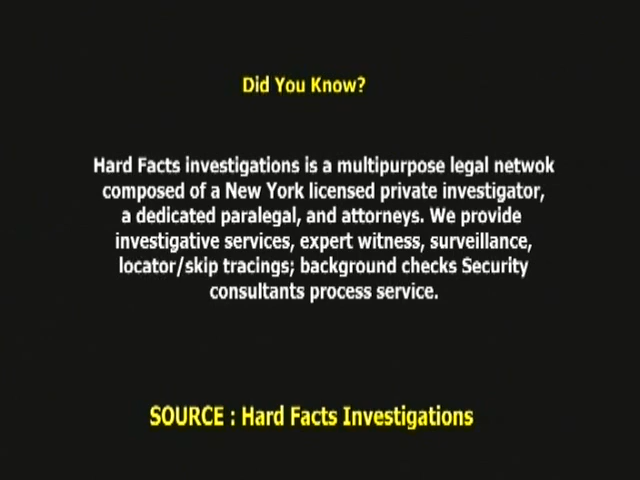 Did You Know?
Hard Facts investigations is a multipurpose legal netwok
composed of a New York licensed private investigator,
a dedicated paralegal, and attorneys. We provide
investigative services, expert witness, surveillance,
locator/skip tracings; background checks Security
consultants process service.
SOURCE : Hard Facts Investigations